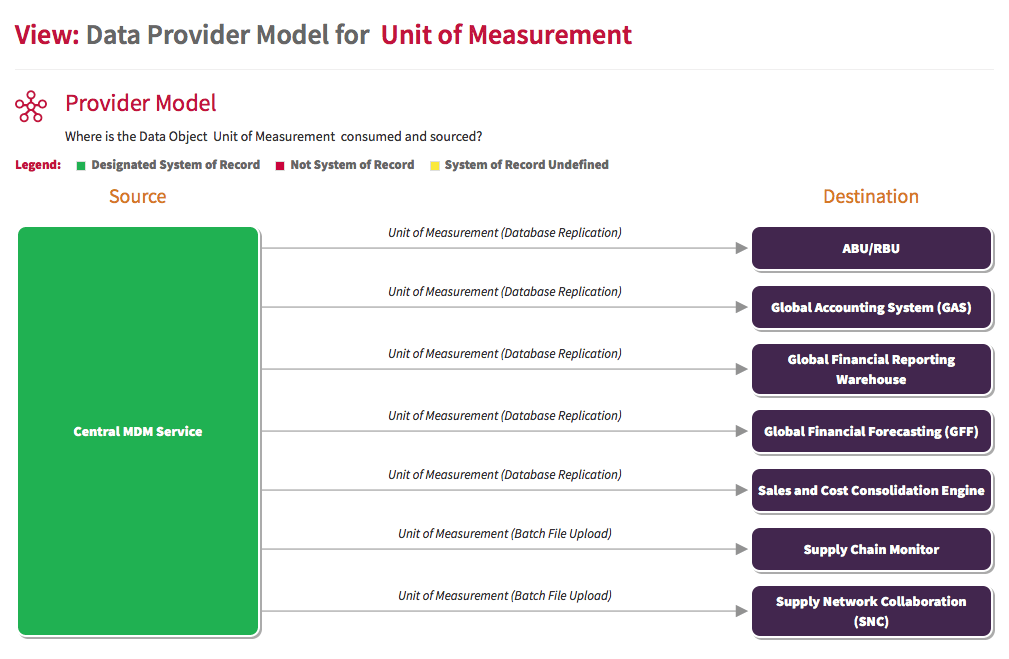 View: Data Provider Model for Unit of Measurement
Provider Model
Where is the Data Object Unit of Measurement consumed and sourced?
Legend: Designated System of Record Not System of Record System of Record Undefined
Source Destination
Central MDM Service
Unit of Measurement (Database Replication)
ABU/RBU
Unit of Measurement (Database Replication)
Global Accounting System (GAS)
Unit of Measurement (Database Replication)
Global Financial Reporting
Warehouse
Unit of Measurement (Database Replication)
Global Financial Forecasting (GFF)
Unit of Measurement (Database Replication)
Sales and Cost Consolidation Engine
Unit of Measurement (Batch File Upload)
Supply Chain Monitor
Unit of Measurement (Batch File Upload)
Supply Network Collaboration
(SNC)